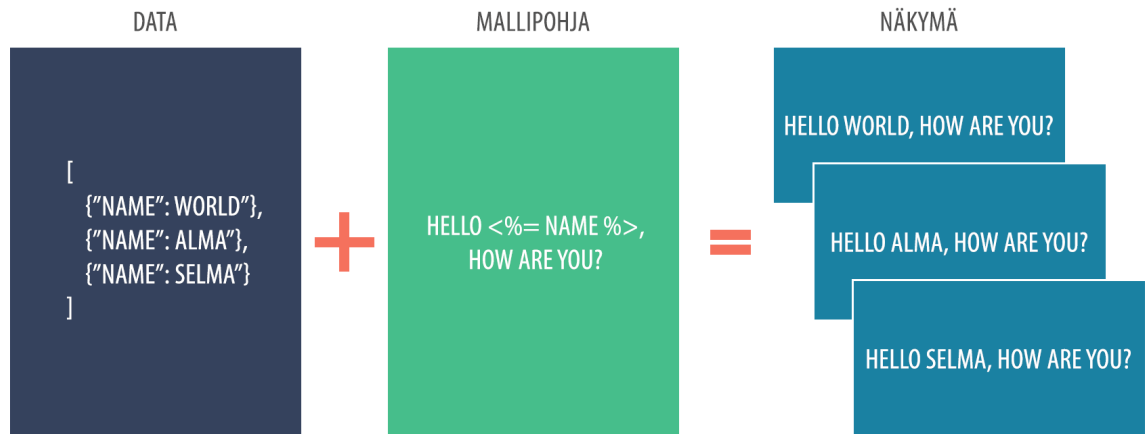 DATA
[
{"NAME": WORLD"},
{"NAME": ALMA"},
{"NAME": SELMA"}
]
+
MALLIPOHJA
HELLO <%= NAME %>,
HOW ARE YOU?
=
NÄKYMÄ
HELLO WORLD, HOW ARE YOU?
HELLO ALMA, HOW ARE YOU?
HELLO SELMA, HOW ARE YOU?